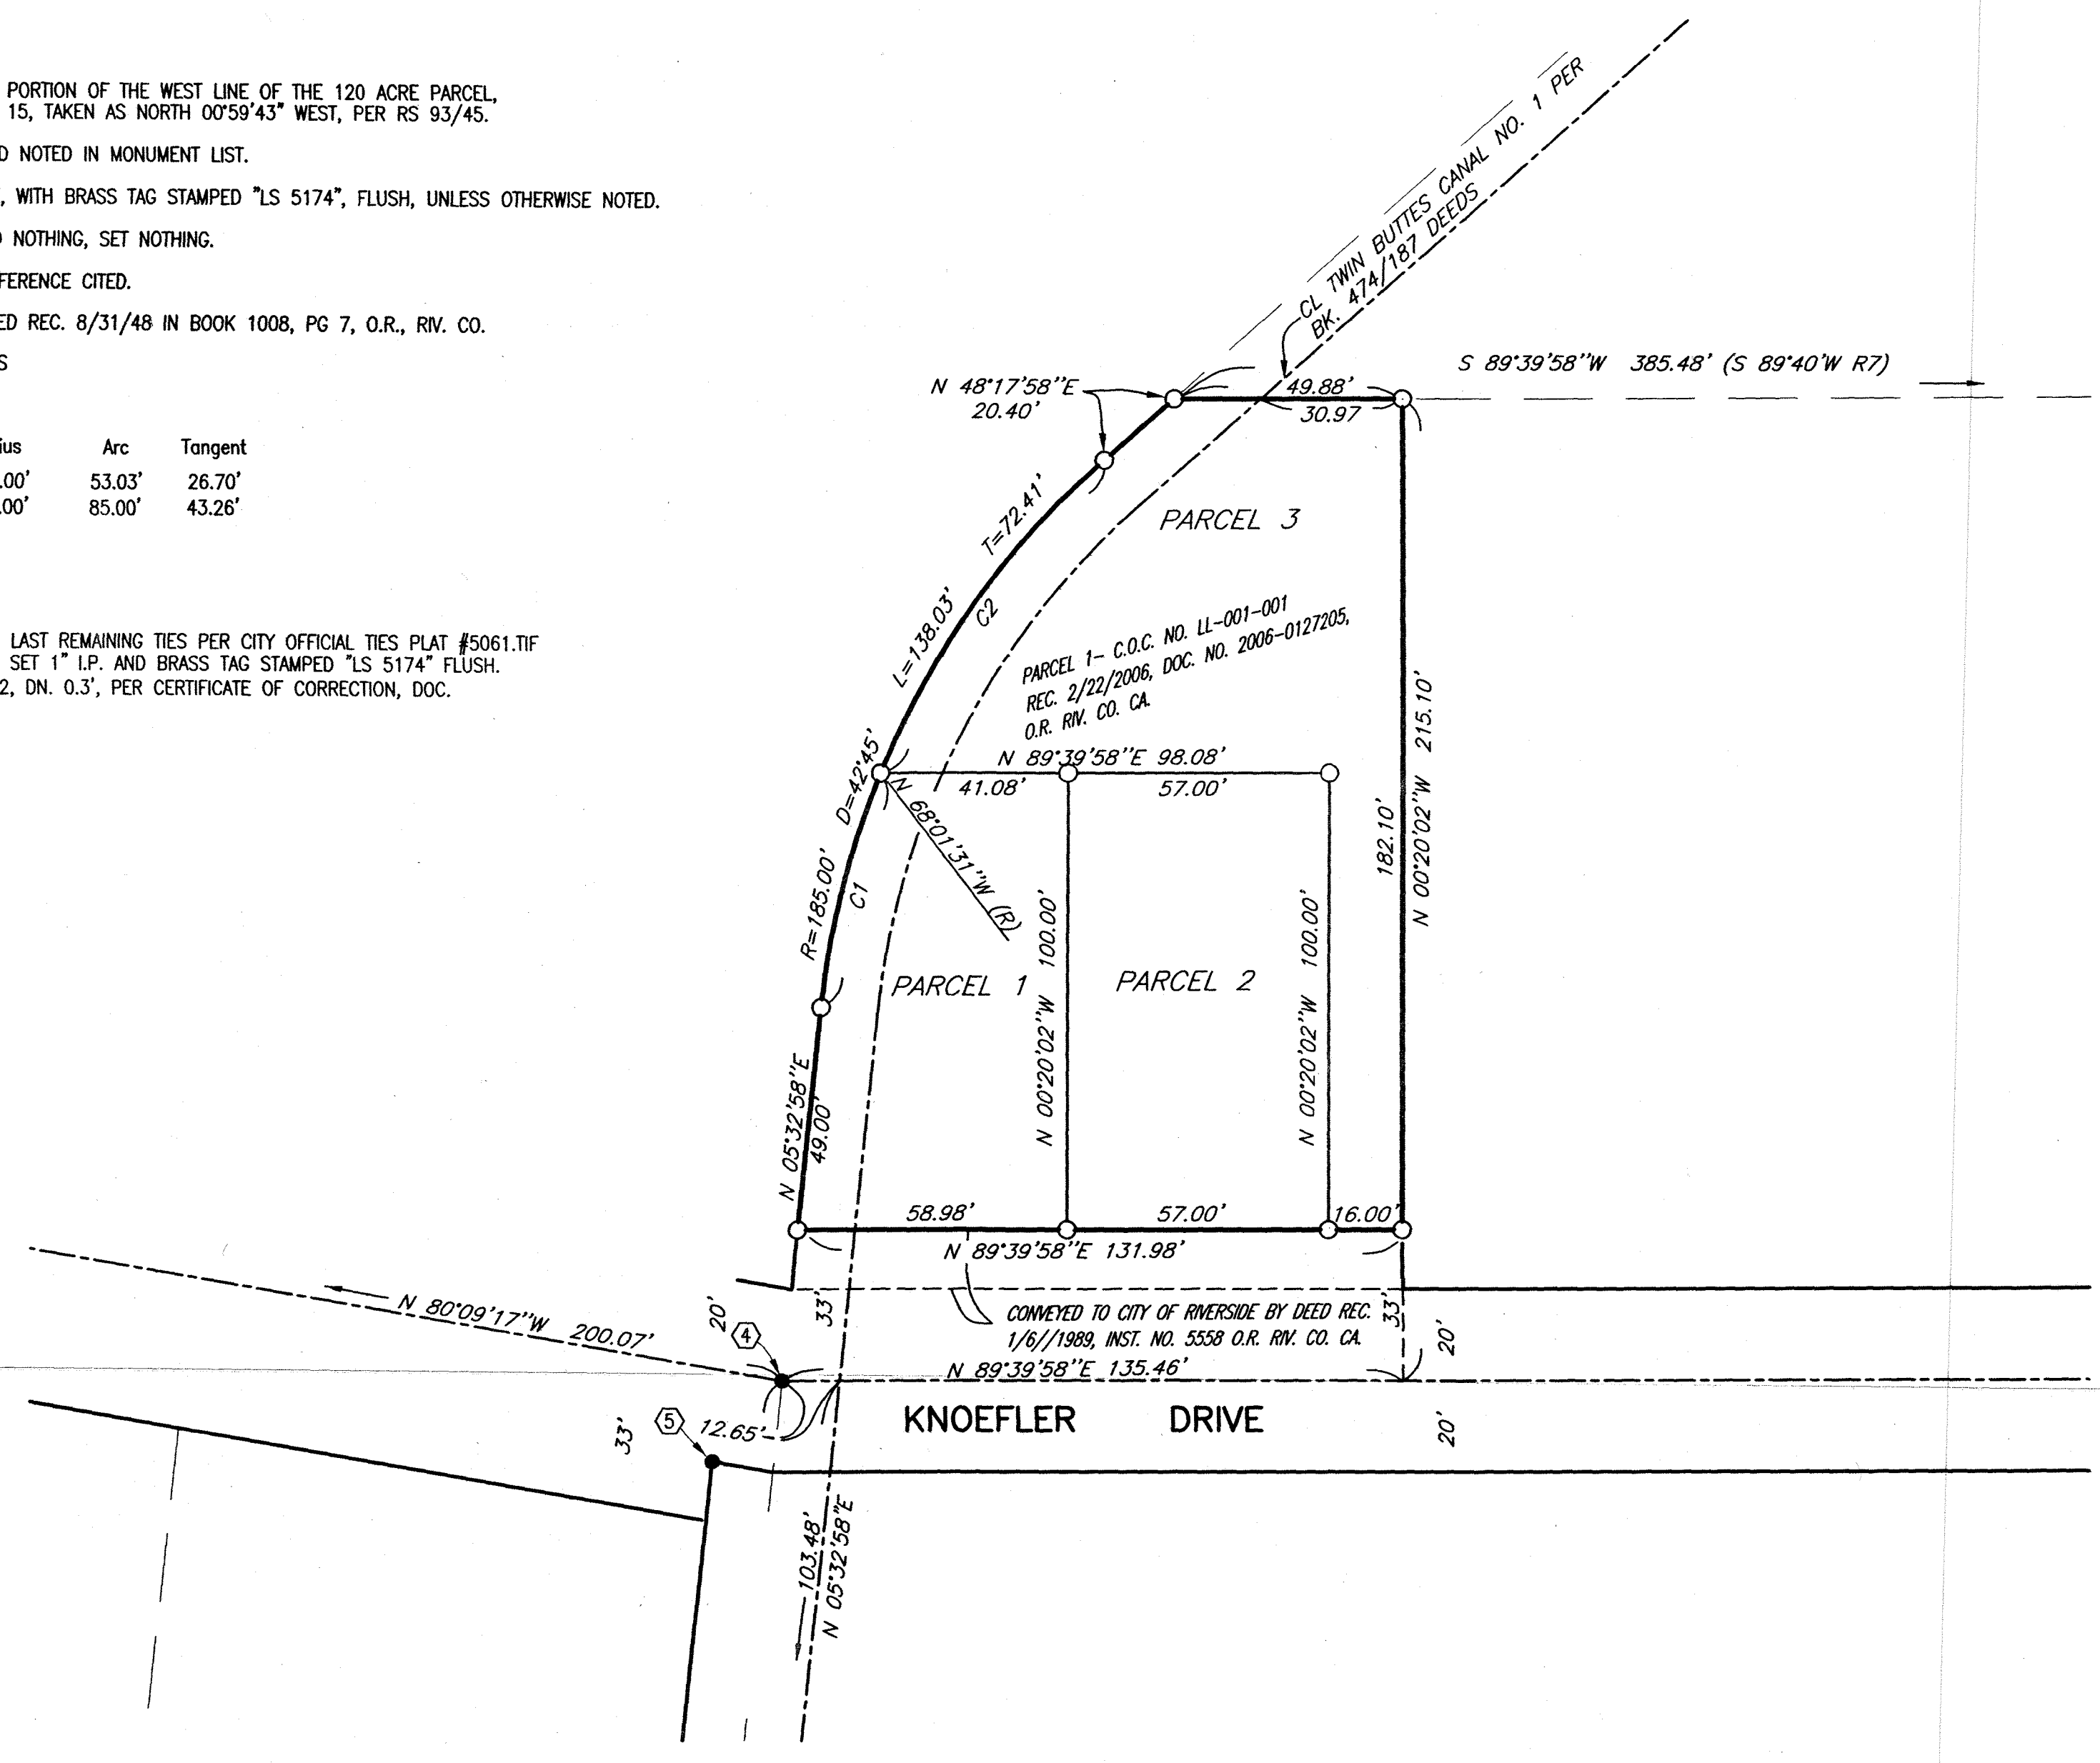 PORTION OF THE WEST LINE OF THE 120 ACRE PARCEL,
15, TAKEN AS NORTH 00°59'43" WEST, PER RS 93/45.
D NOTED IN MONUMENT LIST.
, WITH BRASS TAG STAMPED "LS 5174", FLUSH, UNLESS OTHERWISE NOTED.
NOTHING, SET NOTHING.
FERENCE CITED.
ED REC. 8/31/48 IN BOOK 1008, PG 7, O.R., RIV. CO.
S
ius Arc Tangent
.00' 53.03' 26.70'
.00' 85.00' 43.26'
LAST REMAINING TIES PER CITY OFFICIAL TIES PLAT #5061.TIF
SET 1" I.P. AND BRASS TAG STAMPED "LS 5174" FLUSH.
2, DN. 0.3', PER CERTIFICATE OF CORRECTION, DOC.
CL TWIN BUTTES CANAL NO. 1 PER
BK. 474/187 DEEDS
S 89°39'58"W 385.48' (S 89°40'W R7)
N 48°17'58"E
20.40'
49.88'
30.97
PARCEL 3
T=72.41'
L=138.03'
C2
PARCEL 1- C.O.C. NO. LL-001-001
REC. 2/22/2006, DOC. NO. 2006-0127205,
O.R. RIV. CO. CA.
N 89°39'58"E 98.08'
41.08'
57.00'
D=42°45'
R=185.00'
C1
N 68°01'31"W (R)
182.10'
N 00°20'02"W 215.10'
PARCEL 1
N 00°20'02"W 100.00'
PARCEL 2
N 00°20'02"W 100.00'
N 05°32'58"E
49.00'
58.98'
57.00'
16.00'
N 89°39'58"E 131.98'
N 80°09'17"W 200.07'
20'
4
33'
CONVEYED TO CITY OF RIVERSIDE BY DEED REC.
1/6//1989, INST. NO. 5558 O.R. RIV. CO. CA.
33'
20'
N 89°39'58"E 135.46'
33'
5
12.65'
KNOEFLER DRIVE
20'
103.48'
N 05°32'58"E